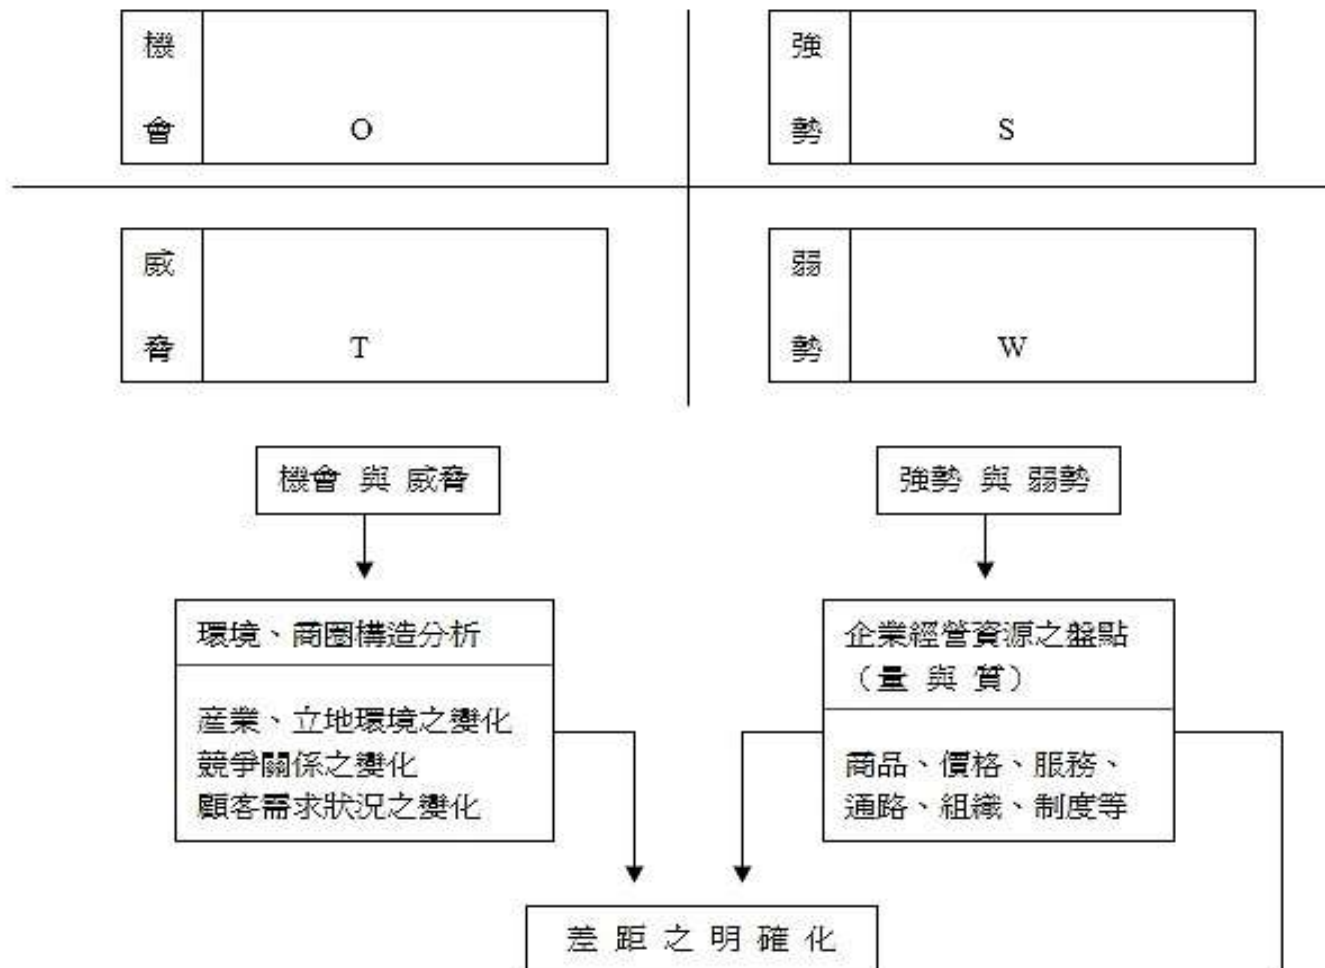 機會
O
強勢
S
威脅
T
弱勢
W
機會 與 威脅
強勢 與 弱勢
環境、商圈構造分析
產業、立地環境之變化
競爭關係之變化
顧客需求狀況之變化
企業經營資源之盤點
（量 與 質）
商品、價格、服務、
通路、組織、制度等
差 距 之 明 確 化